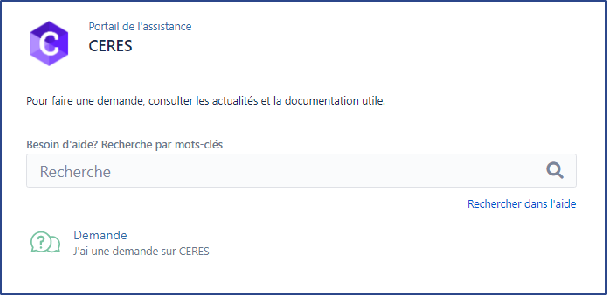 C
Portail de l'assistance
CERES
Pour faire une demande, consulter les actualités et la documentation utile
Besoin d'aide? Recherche par mots-clés
Recherche
Rechercher dans l'aide
?
Demande
J'ai une demande sur CERES